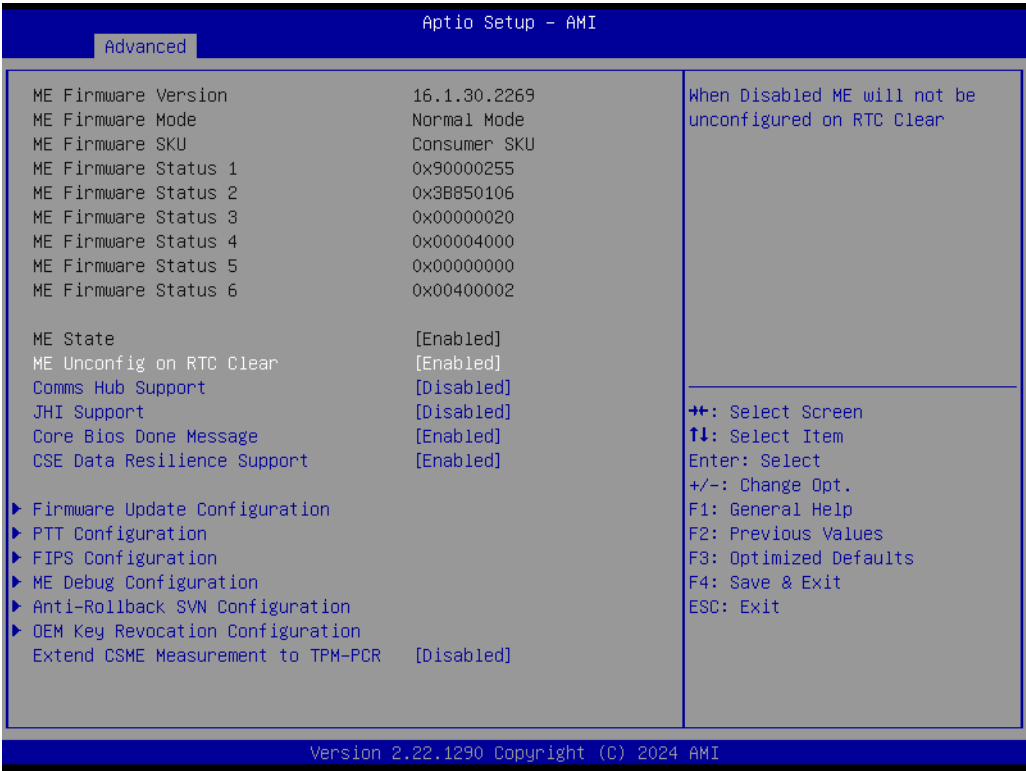 Aptio Setup – AMI
Advanced
ME Firmware Version 16.1.30.2269
ME Firmware Mode Normal Mode
ME Firmware SKU Consumer SKU
ME Firmware Status 1 0x90000255
ME Firmware Status 2 0x3B850106
ME Firmware Status 3 0x00000020
ME Firmware Status 4 0x00004000
ME Firmware Status 5 0x00000000
ME Firmware Status 6 0x00400002
ME State [Enabled]
ME Unconfig on RTC Clear [Enabled]
Comms Hub Support [Disabled]
JHI Support [Disabled]
Core Bios Done Message [Enabled]
CSE Data Resilience Support [Enabled]
Firmware Update Configuration
PTT Configuration
FIPS Configuration
ME Debug Configuration
Anti-Rollback SVN Configuration
OEM Key Revocation Configuration
Extend CSME Measurement to TPM-PCR [Disabled]
When Disabled ME will not be
unconfigured on RTC Clear
→←: Select Screen
↑↓: Select Item
Enter: Select
+/-: Change Opt.
F1: General Help
F2: Previous Values
F3: Optimized Defaults
F4: Save & Exit
ESC: Exit
Version 2.22.1290 Copyright (C) 2024 AMI